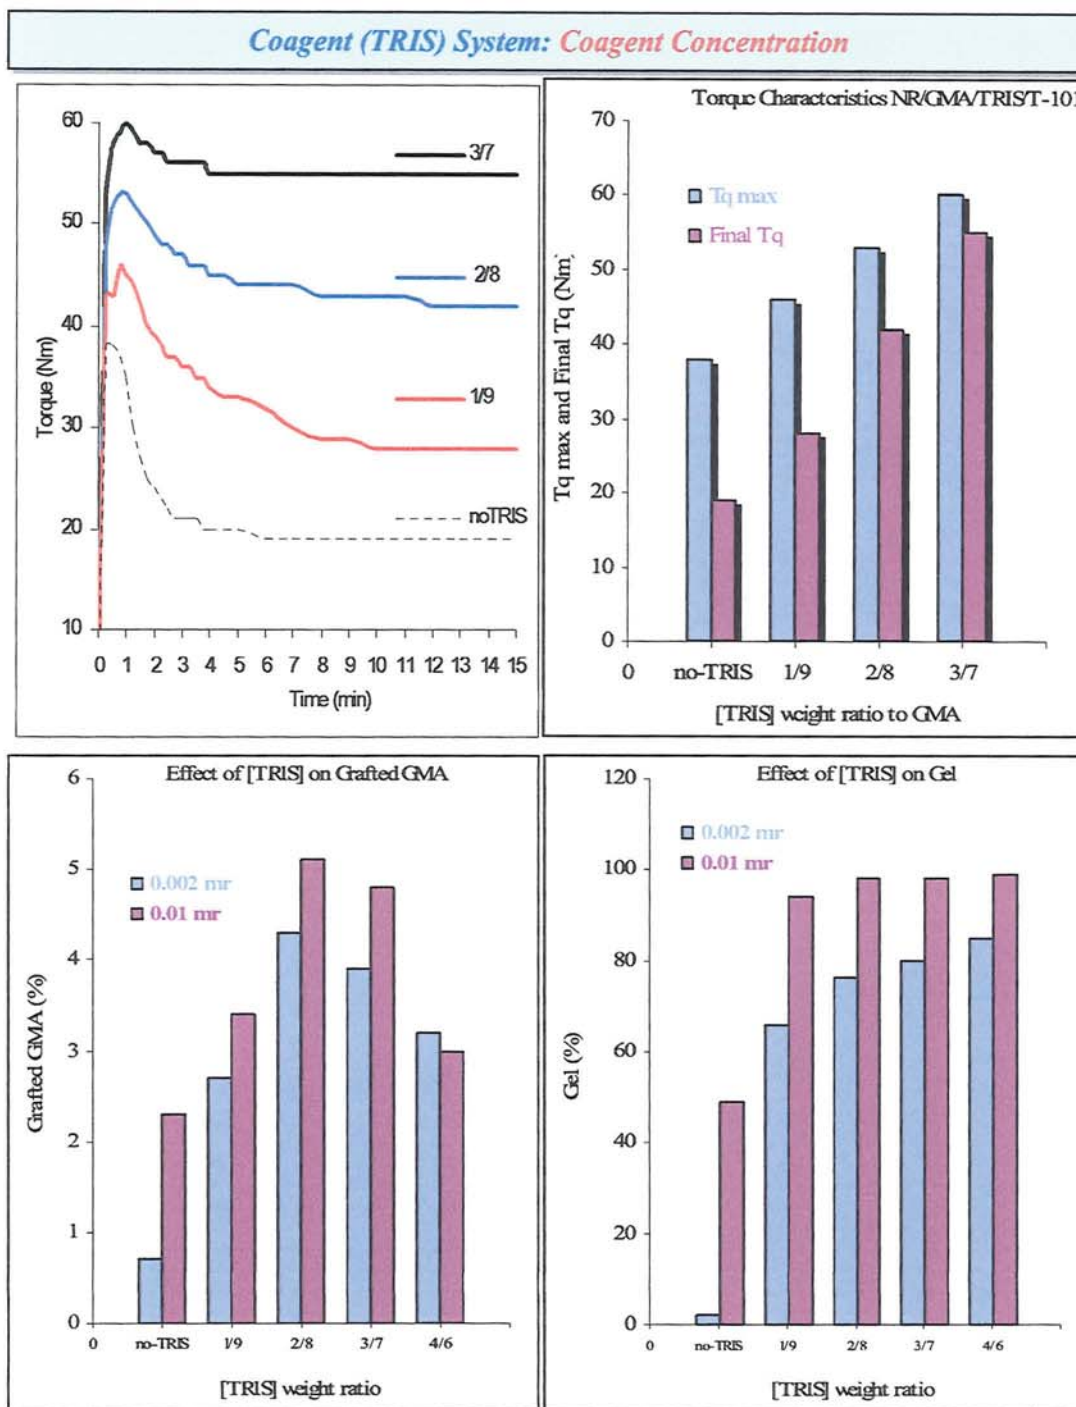 Coagent (TRIS) System: Coagent Concentration
60
50
40
30
20
10
Torque (Nm)
3/7
2/8
1/9
noTRIS
0 1 2 3 4 5 6 7 8 9 10 11 12 13 14 15
Time (min)
Torque Characteristics NR/GMA/TRIS/T-101
70
60
50
40
30
20
10
0
Tq max and Final Tq (Nm)
Tq max
Final Tq
0 no-TRIS 1/9 2/8 3/7
[TRIS] weight ratio to GMA
Effect of [TRIS] on Grafted GMA
6
5
4
3
2
1
0
Grafted GMA (%)
0.002 mr
0.01 mr
0 no-TRIS 1/9 2/8 3/7 4/6
[TRIS] weight ratio
Effect of [TRIS] on Gel
120
100
80
60
40
20
0
Gel (%)
0.002 mr
0.01 mr
0 no-TRIS 1/9 2/8 3/7 4/6
[TRIS] weight ratio